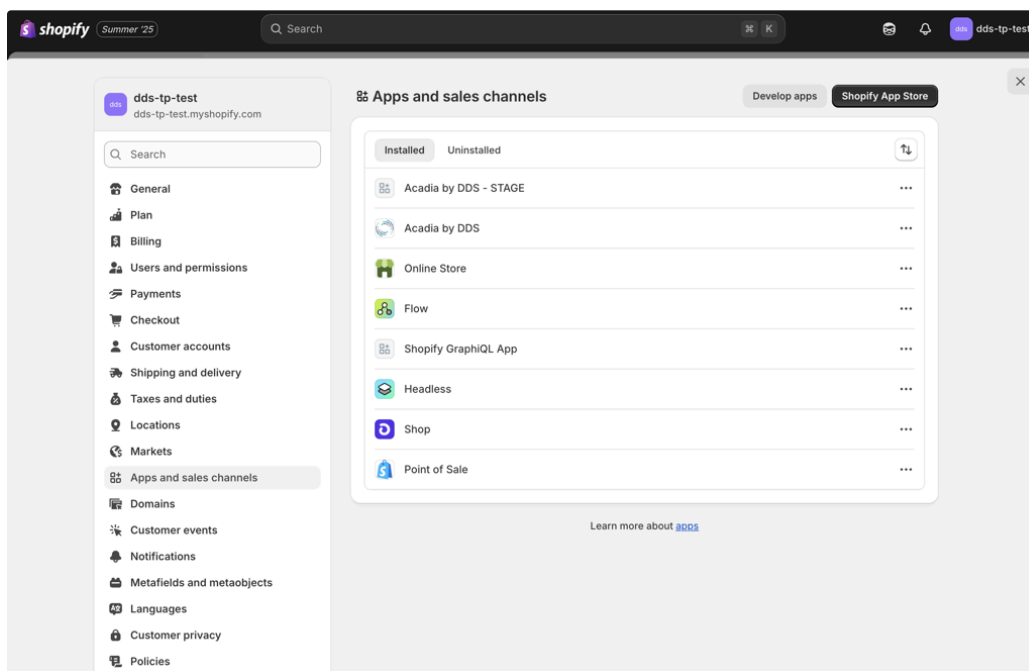 shopify Summer '25
Search
⌘ K
dds dds-tp-test
dds dds-tp-test
dds-tp-test.myshopify.com
Search
General
Plan
Billing
Users and permissions
Payments
Checkout
Customer accounts
Shipping and delivery
Taxes and duties
Locations
Markets
Apps and sales channels
Domains
Customer events
Notifications
Metafields and metaobjects
Languages
Customer privacy
Policies
Apps and sales channels
Develop apps
Shopify App Store
Installed
Uninstalled
Acadia by DDS - STAGE
Acadia by DDS
Online Store
Flow
Shopify GraphiQL App
Headless
Shop
Point of Sale
Learn more about apps